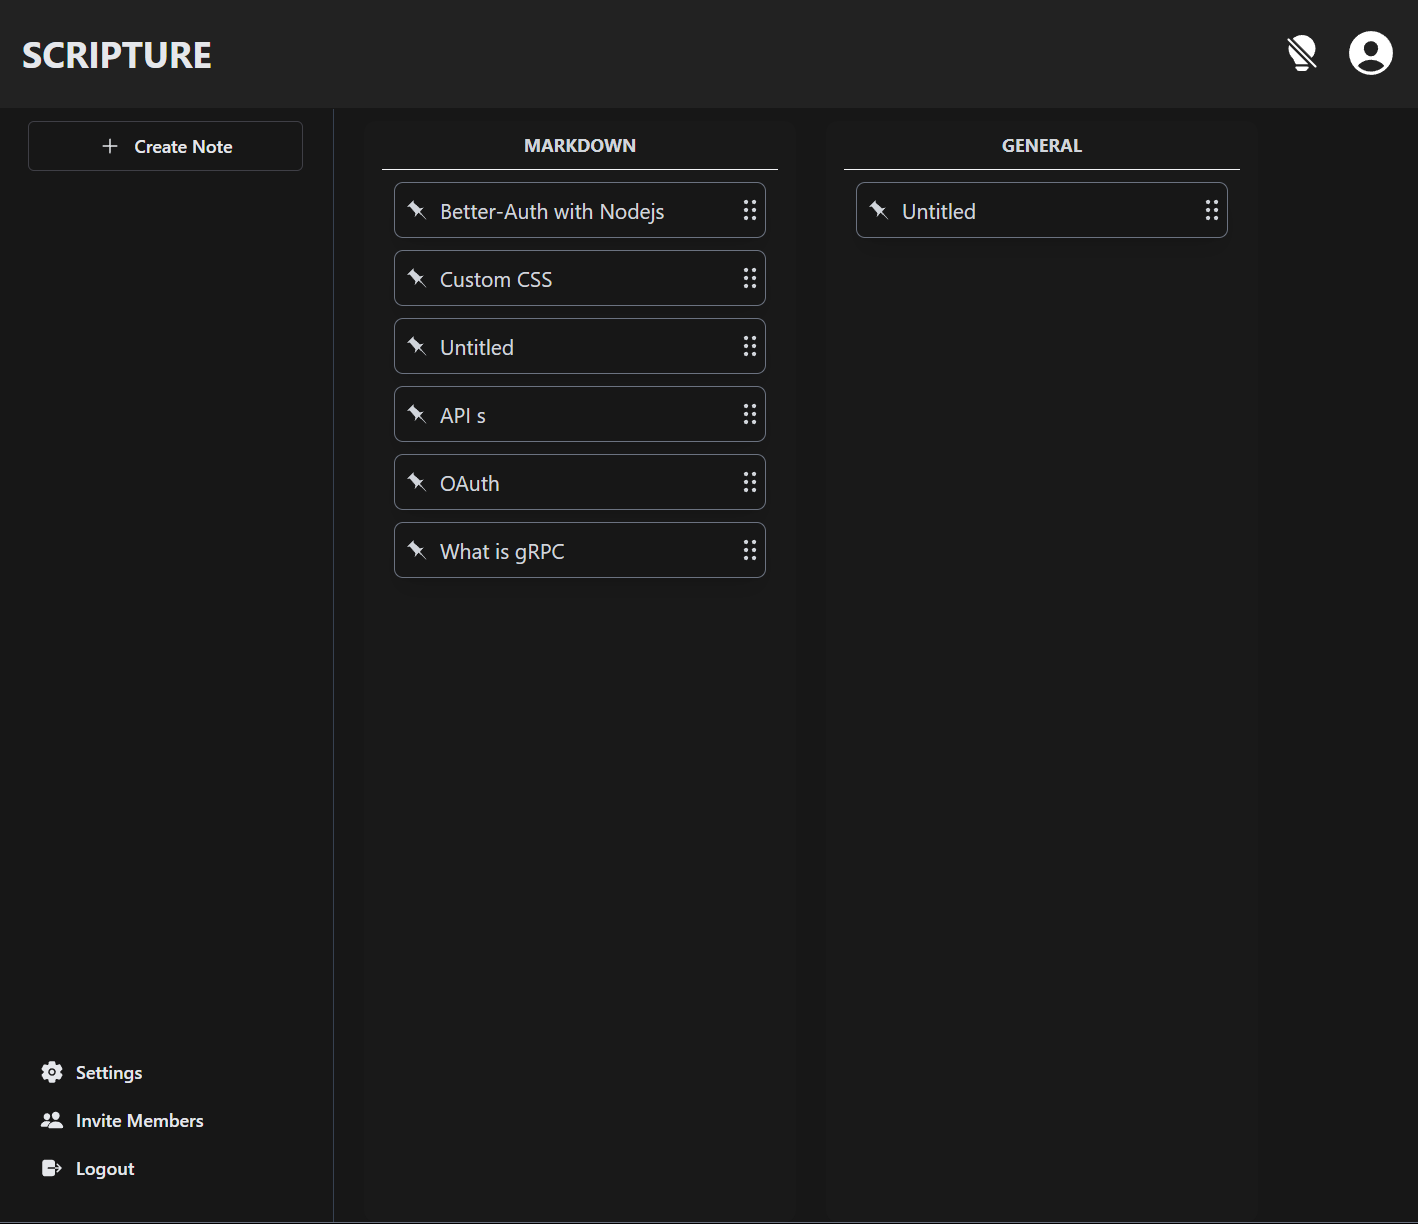 SCRIPTURE
Create Note
MARKDOWN
Better-Auth with Nodejs
Custom CSS
Untitled
API s
OAuth
What is gRPC
GENERAL
Untitled
Settings
Invite Members
Logout